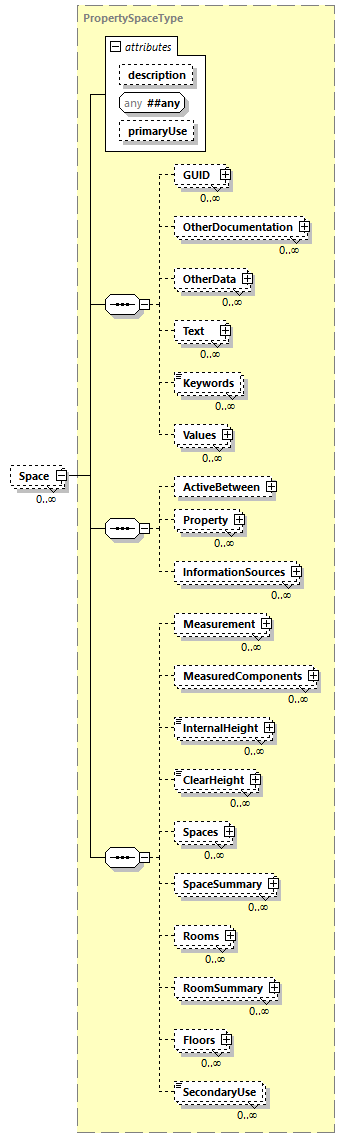 PropertySpaceType
attributes
description
any ##any
primaryUse
GUID
0..∞
OtherDocumentation
0..∞
OtherData
0..∞
Text
0..∞
Keywords
0..∞
Values
0..∞
Space
0..∞
ActiveBetween
Property
0..∞
InformationSources
0..∞
Measurement
0..∞
MeasuredComponents
0..∞
InternalHeight
0..∞
ClearHeight
0..∞
Spaces
0..∞
SpaceSummary
0..∞
Rooms
0..∞
RoomSummary
0..∞
Floors
0..∞
SecondaryUse
0..∞